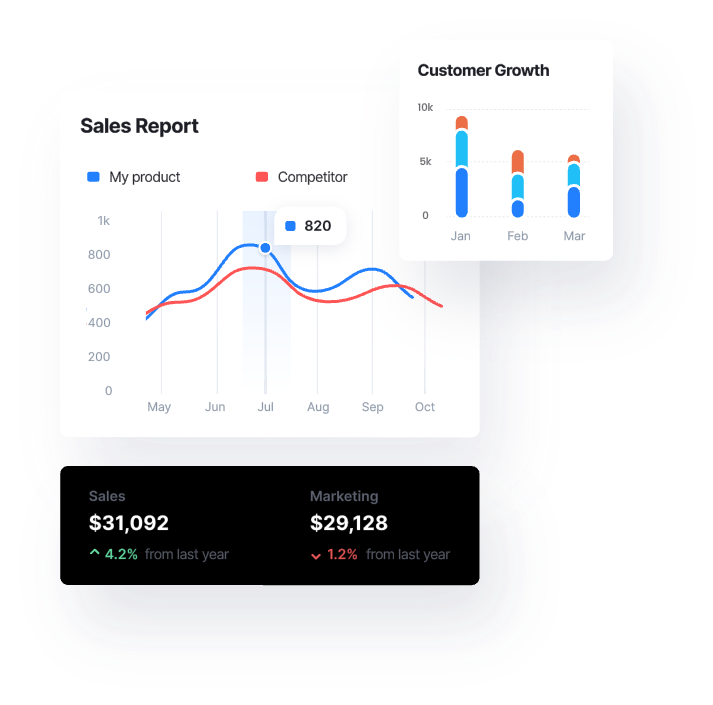 Customer Growth
10k
5k
0
Jan Feb Mar
Sales Report
My product Competitor
820
1k
800
600
400
200
0
May Jun Jul Aug Sep Oct
Sales Marketing
$31,092 $29,128
4.2% from last year 1.2% from last year